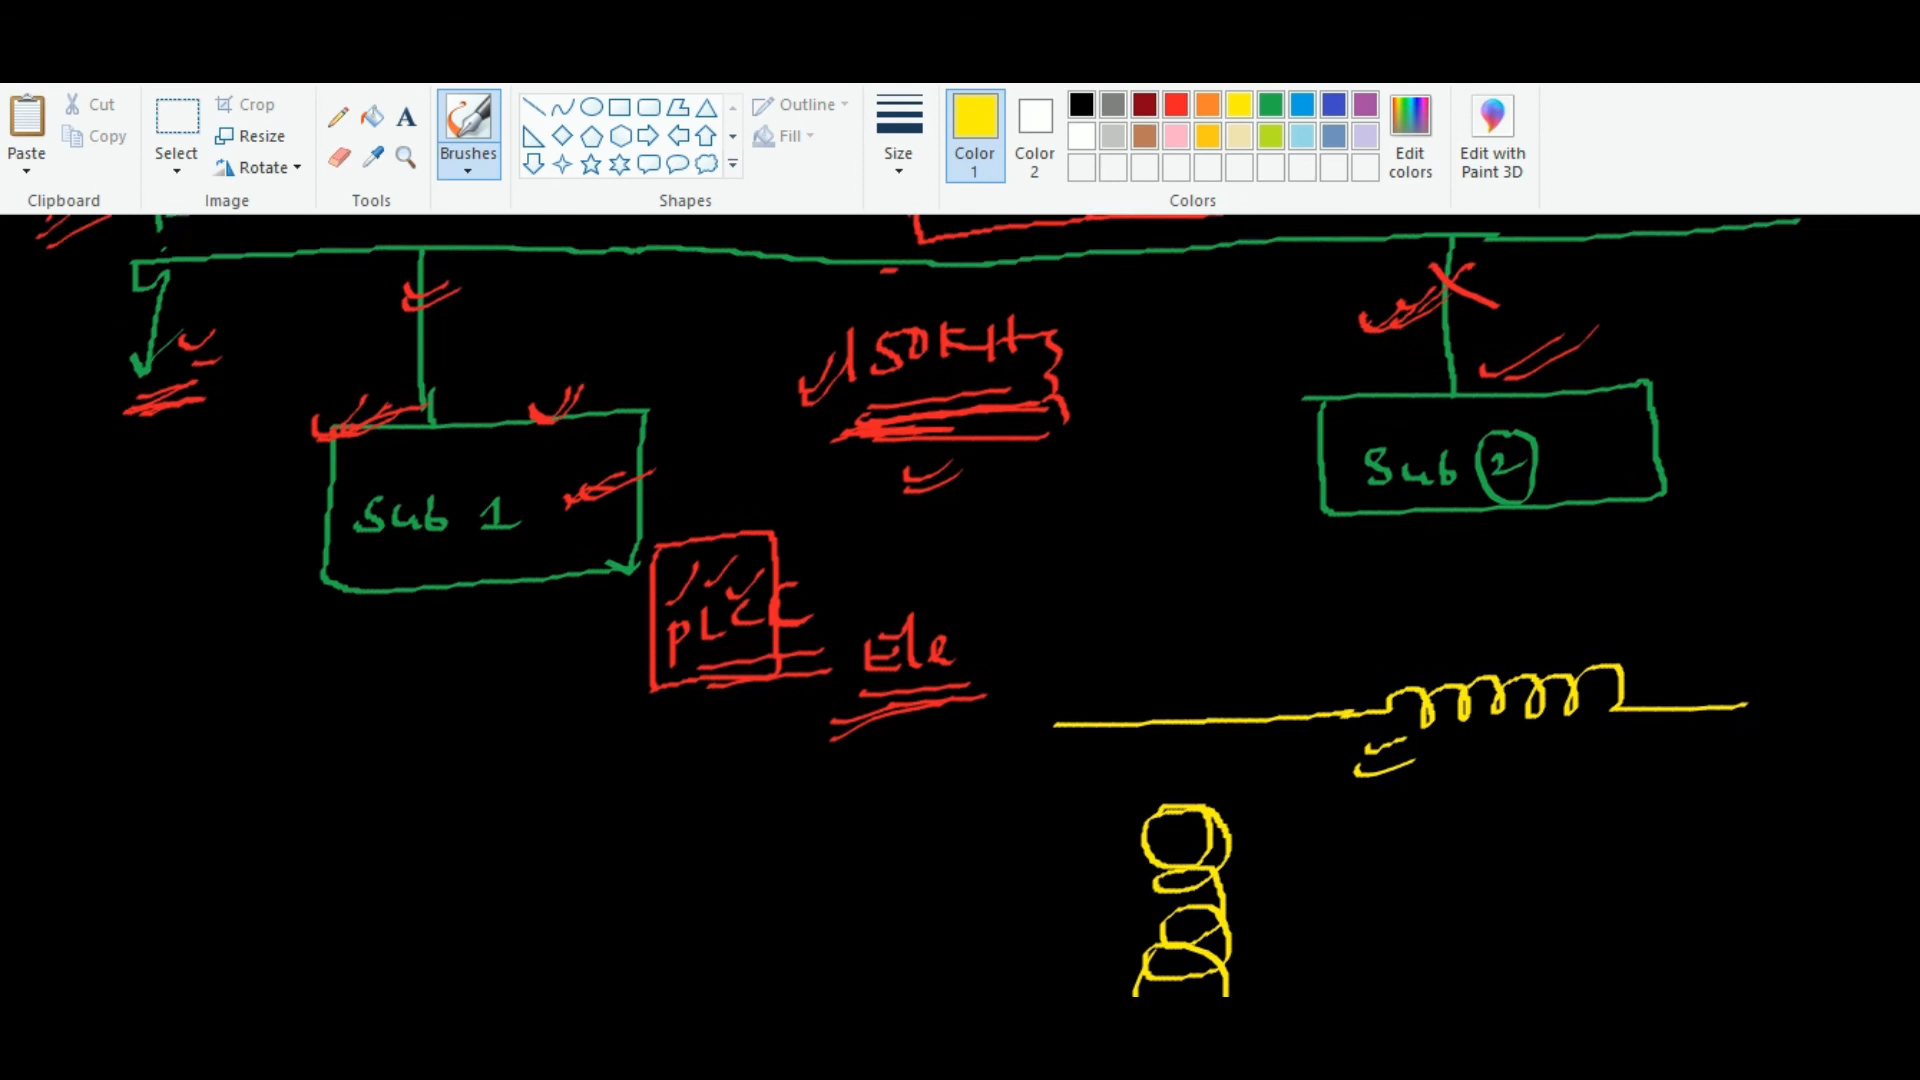 Paste
Cut
Copy
Clipboard
Select
Crop
Resize
Rotate
Image
A
Tools
Brushes
Shapes
Outline
Fill
Size
Color 1
Color 2
Edit colors
Colors
Edit with Paint 3D
150KHz
Sub 1
Sub 2
PLCC
Ele